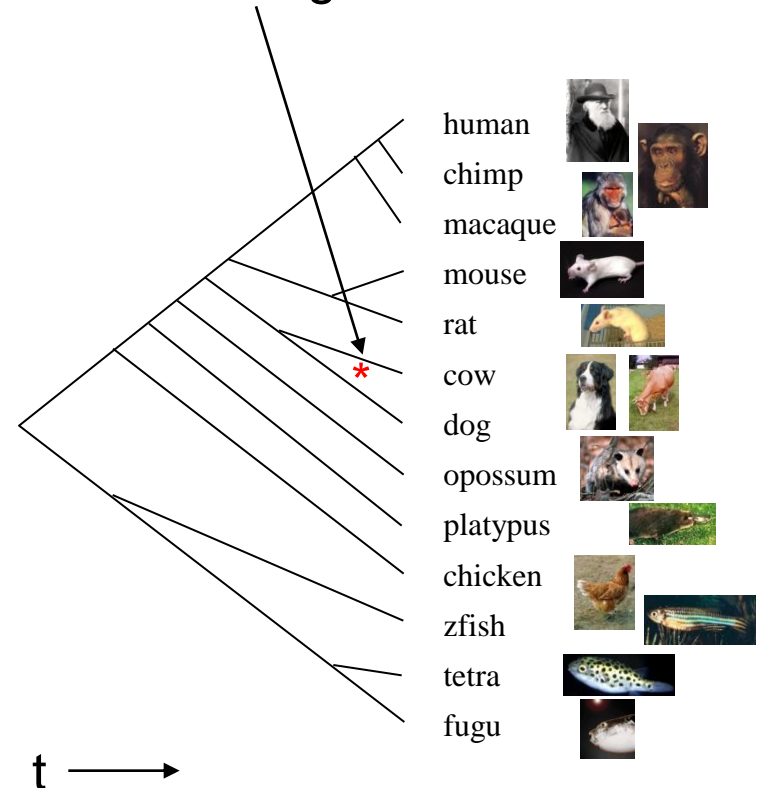 human
chimp
macaque
mouse
rat
cow
*
dog
opossum
platypus
chicken
zfish
tetra
fugu
t